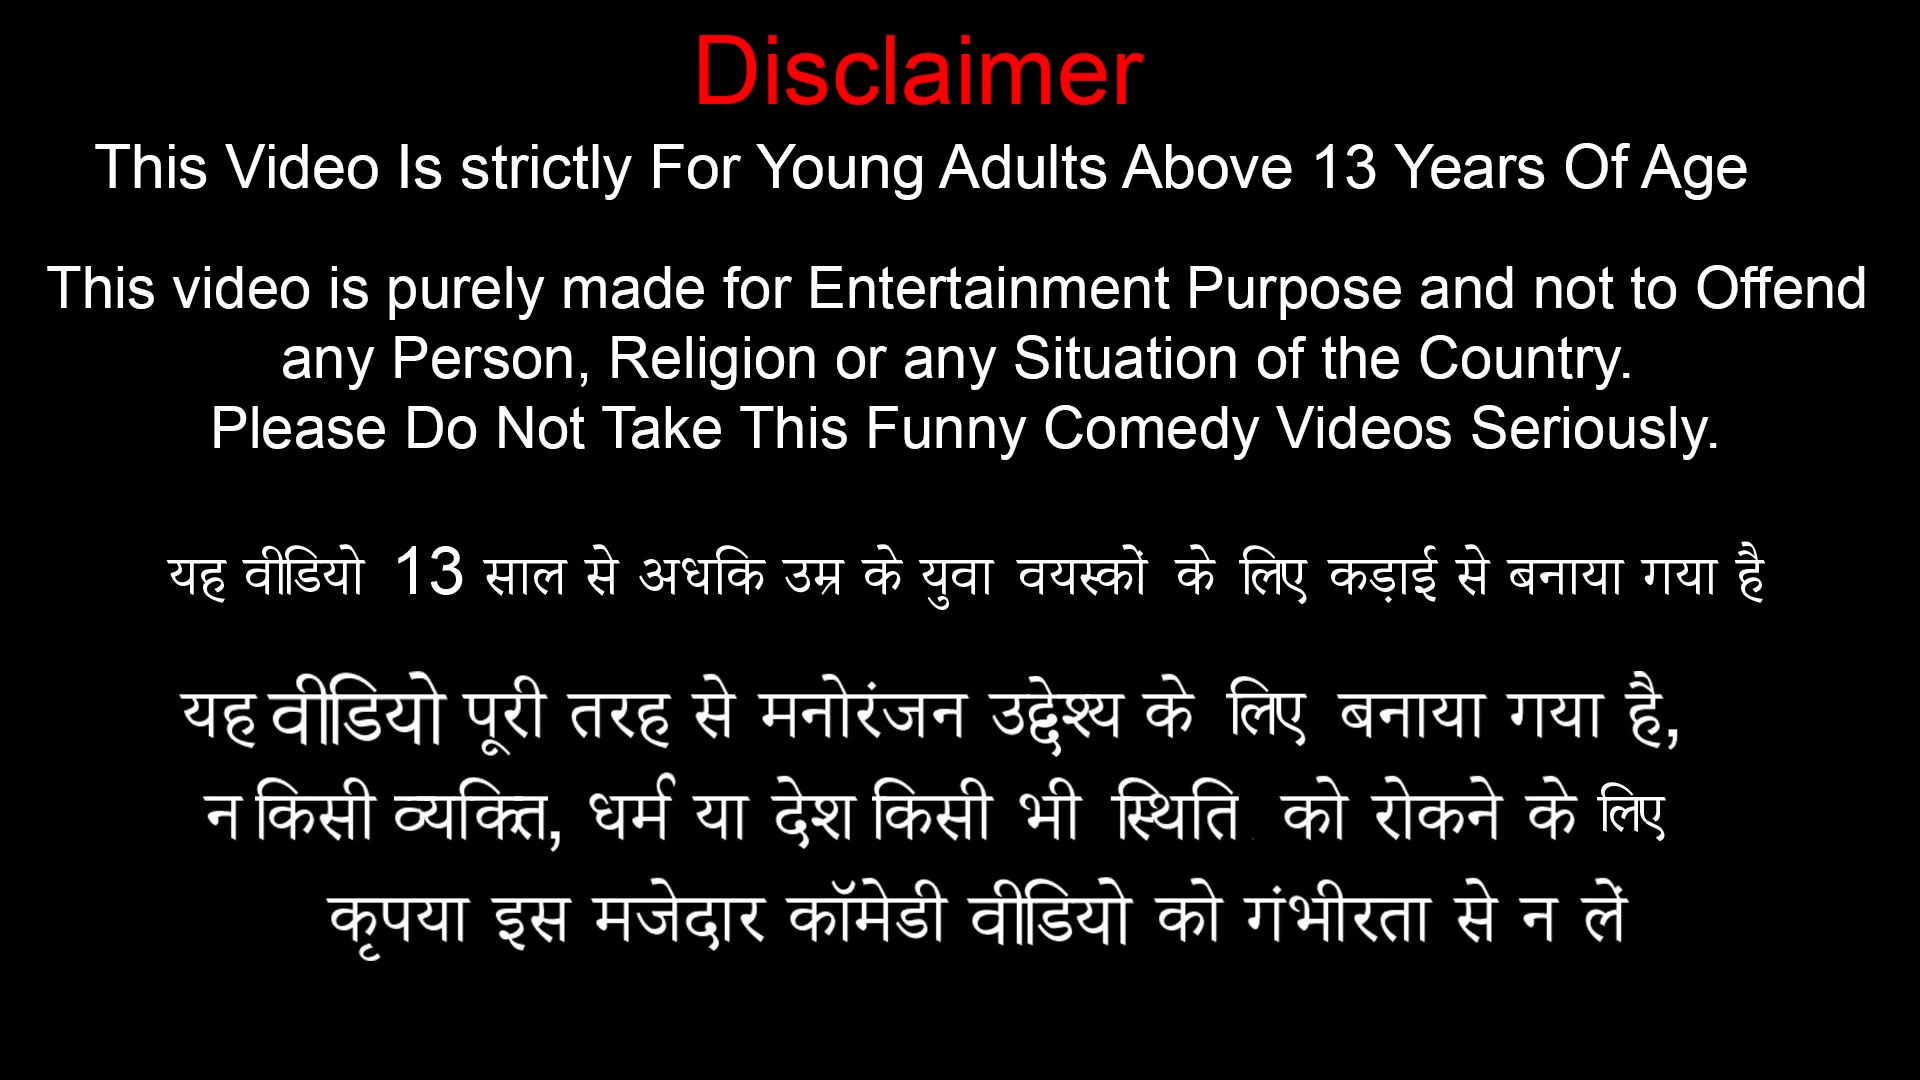 Disclaimer
This Video Is strictly For Young Adults Above 13 Years Of Age
This video is purely made for Entertainment Purpose and not to Offend
any Person, Religion or any Situation of the Country.
Please Do Not Take This Funny Comedy Videos Seriously.
यह वीडियो 13 साल से अधकि उम्र के युवा वयस्कों के लिए कड़ाई से बनाया गया है
यह वीडियो पूरी तरह से मनोरंजन उद्देश्य के लिए बनाया गया है,
न किसी व्यक्ति, धर्म या देश किसी भी स्थिति को रोकने के लिए
कृपया इस मजेदार कॉमेडी वीडियो को गंभीरता से न लें